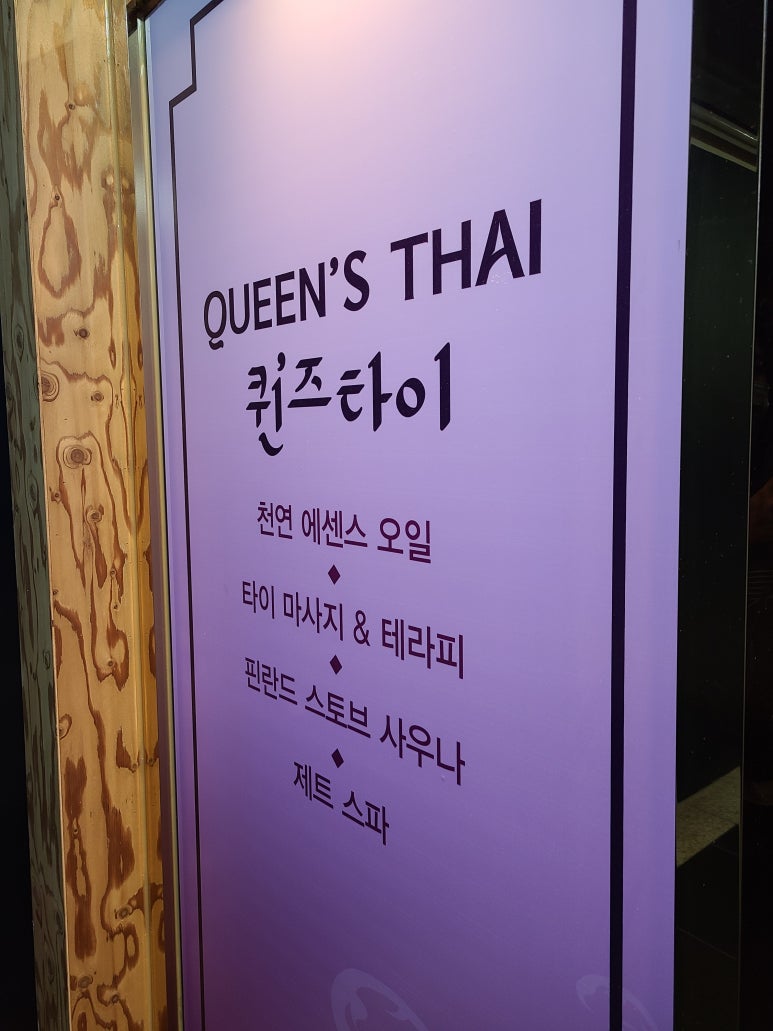 QUEEN'S THAI
퀸즈타이
천연 에센스 오일
타이 마사지 & 테라피
핀란드 스토브 사우나
제트 스파